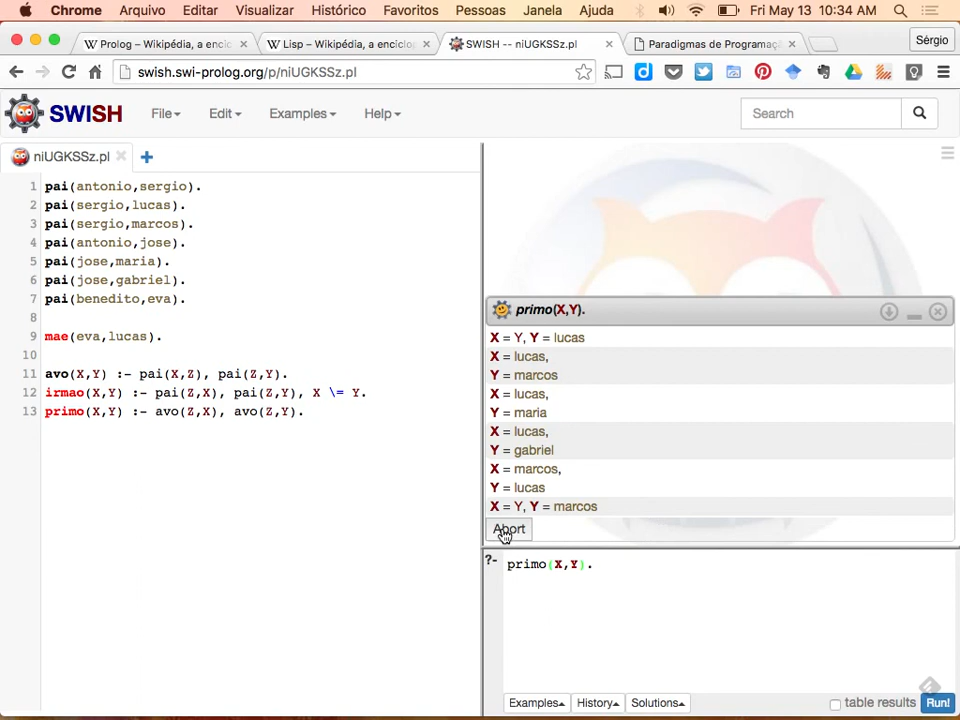 Chrome Arquivo Editar Visualizar Histórico Favoritos Pessoas Janela Ajuda Fri May 13 10:34 AM
Prolog – Wikipédia, a encic Lisp – Wikipédia, a enciclop SWISH -- niUGKSSz.pl Paradigmas de Programaç Sérgio
swish.swi-prolog.org/p/niUGKSSz.pl
SWISH File Edit Examples Help Search
niUGKSSz.pl
1 pai(antonio,sergio).
2 pai(sergio,lucas).
3 pai(sergio,marcos).
4 pai(antonio,jose).
5 pai(jose,maria).
6 pai(jose,gabriel).
7 pai(benedito,eva).
8
9 mae(eva,lucas).
10
11 avo(X,Y) :- pai(X,Z), pai(Z,Y).
12 irmao(X,Y) :- pai(Z,X), pai(Z,Y), X \= Y.
13 primo(X,Y) :- avo(Z,X), avo(Z,Y).
primo(X,Y).
X = Y, Y = lucas
X = lucas,
Y = marcos
X = lucas,
Y = maria
X = lucas,
Y = gabriel
X = marcos,
Y = lucas
X = Y, Y = marcos
Abort
?- primo(X,Y).
Examples History Solutions table results Run!